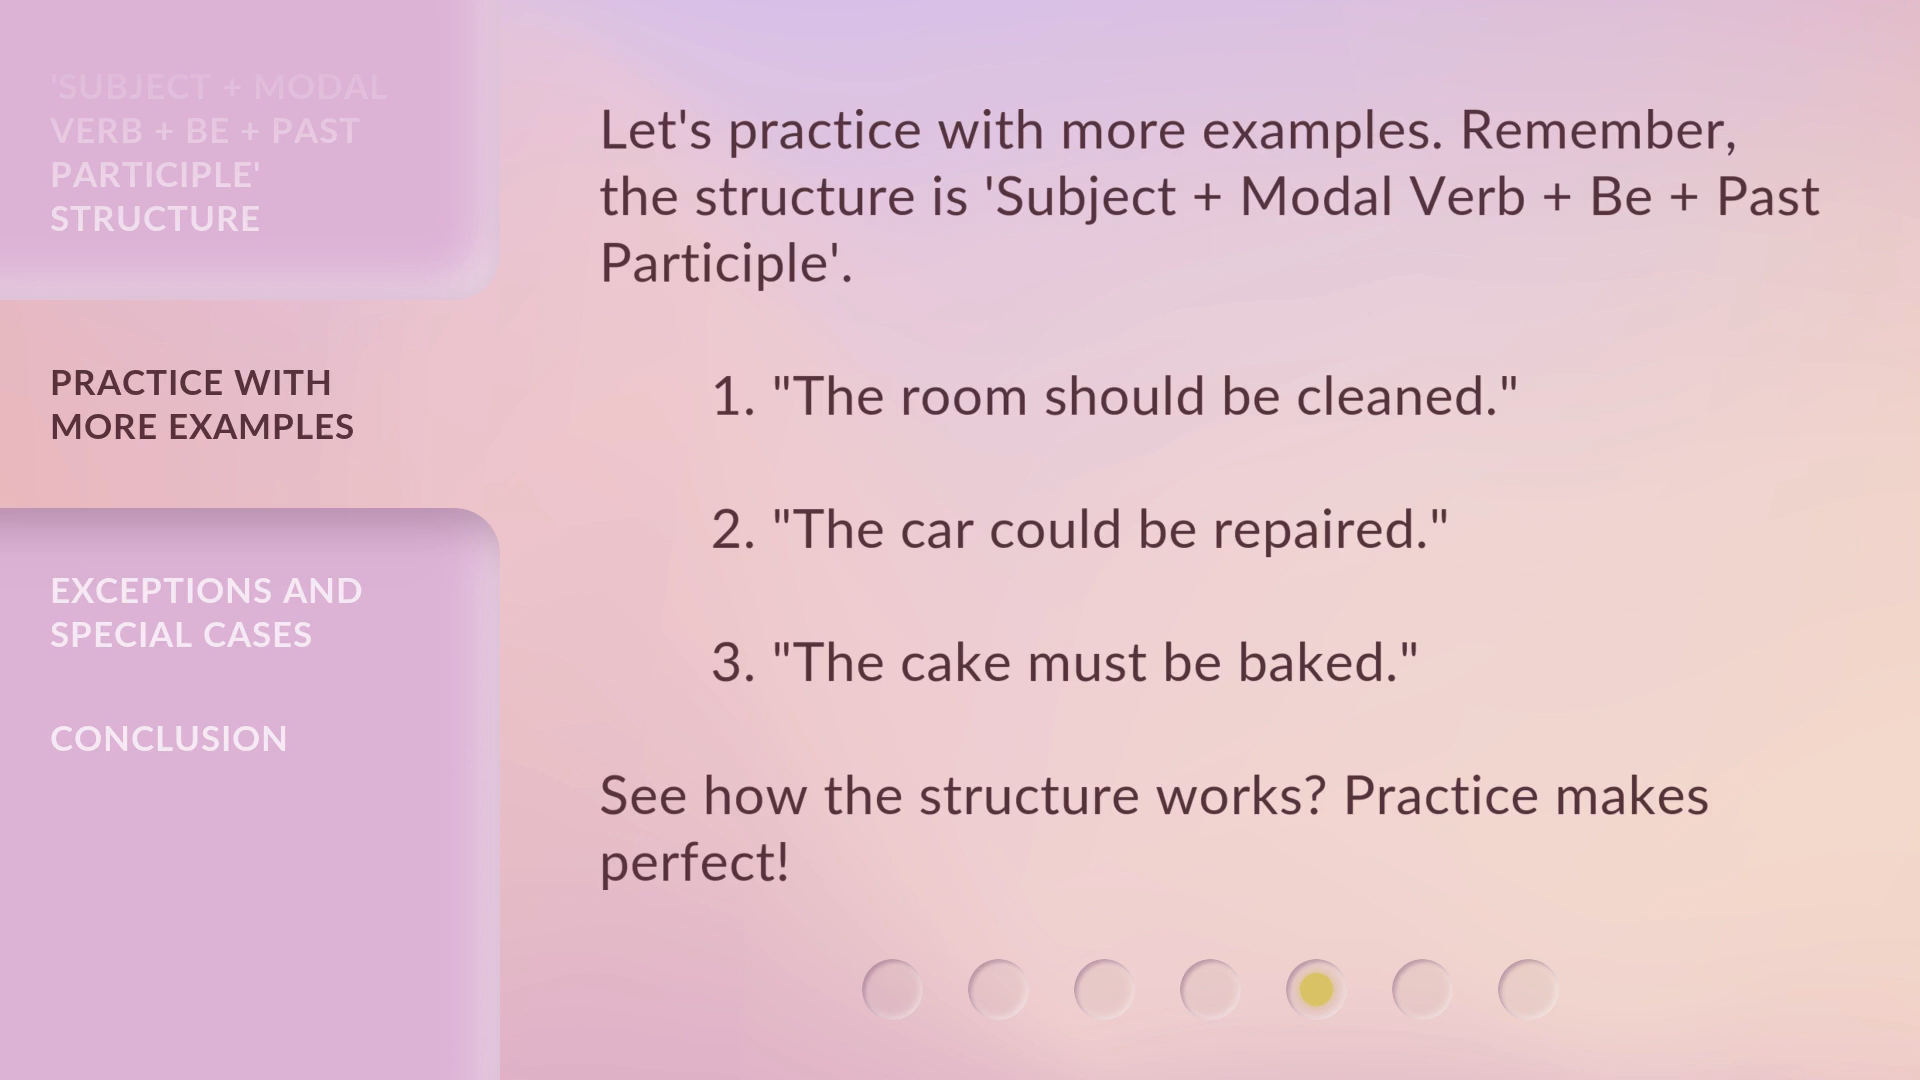 'SUBJECT + MODAL
VERB + BE + PAST
PARTICIPLE'
STRUCTURE
PRACTICE WITH
MORE EXAMPLES
EXCEPTIONS AND
SPECIAL CASES
CONCLUSION
Let's practice with more examples. Remember,
the structure is 'Subject + Modal Verb + Be + Past
Participle'.
1. "The room should be cleaned."
2. "The car could be repaired."
3. "The cake must be baked."
See how the structure works? Practice makes
perfect!